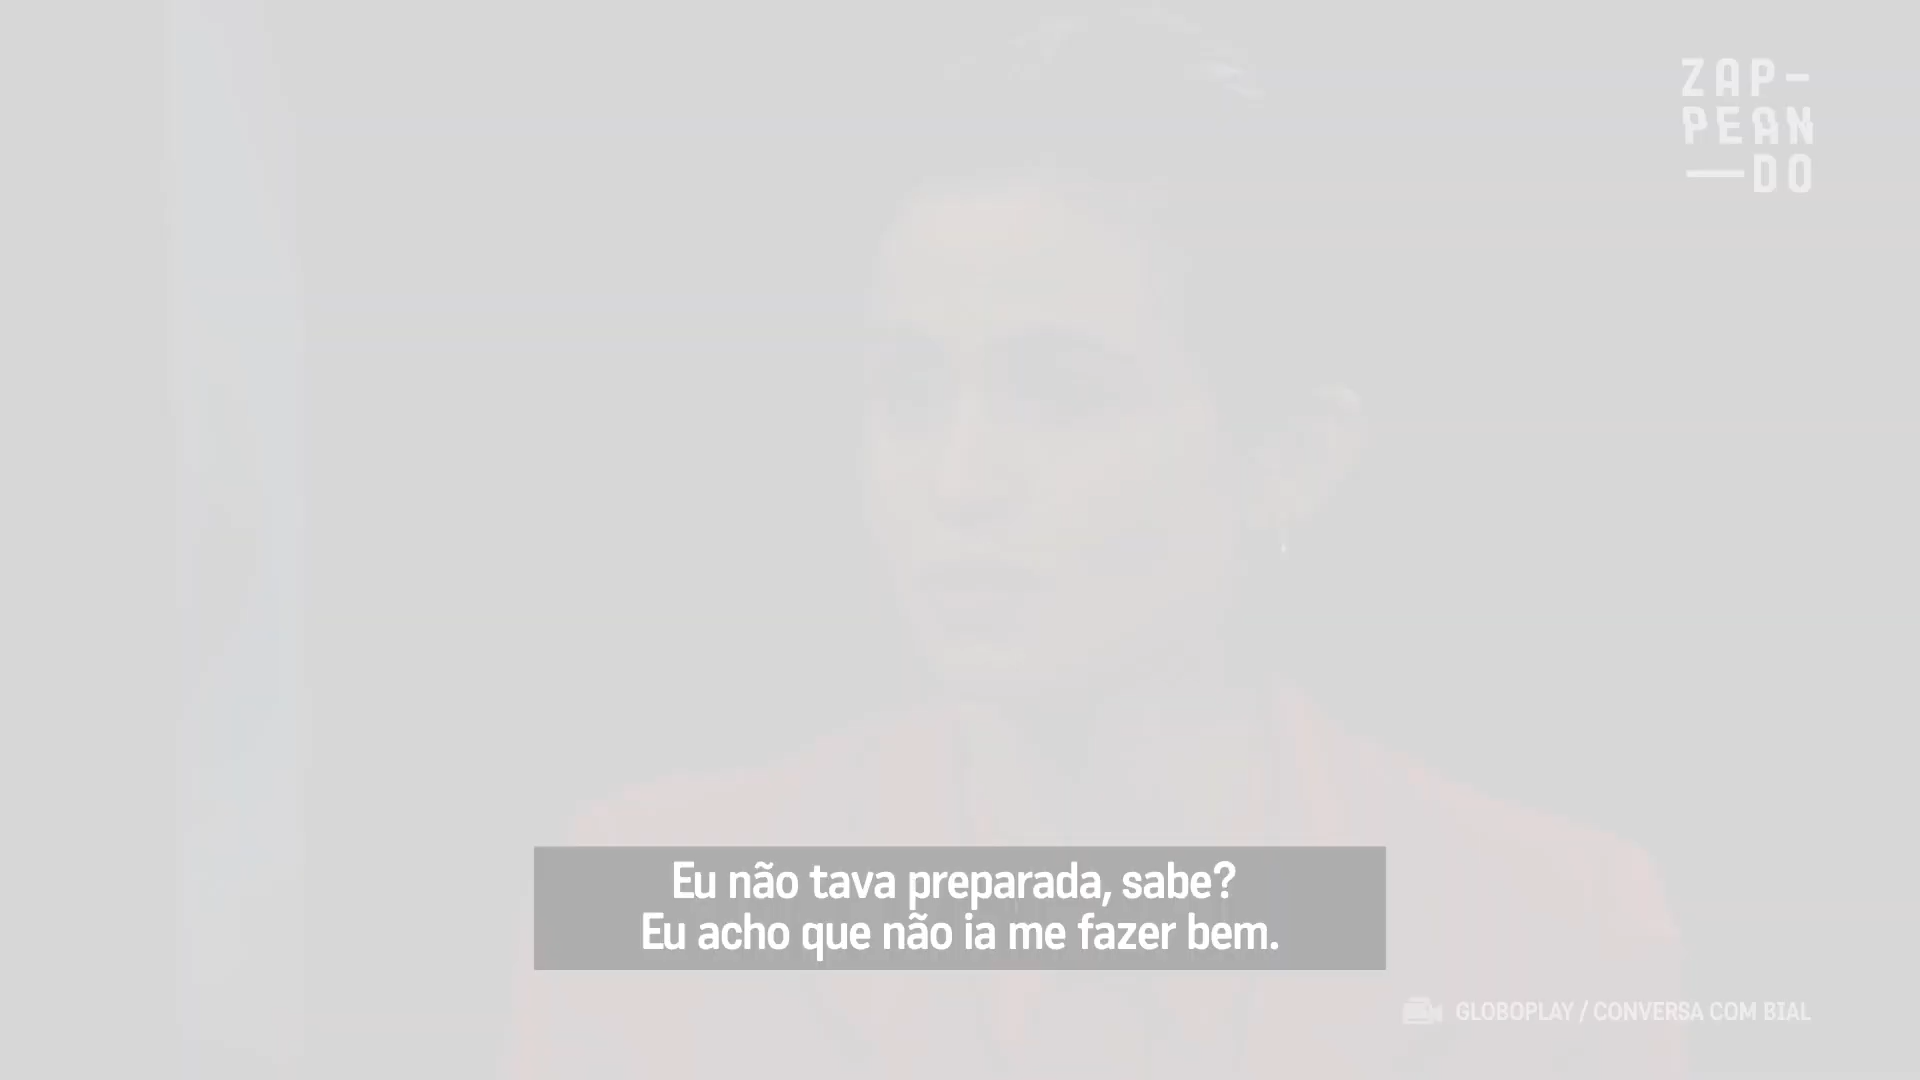 ZAP-
PEAN
—DO
Eu não tava preparada, sabe?
Eu acho que não ia me fazer bem.
GLOBOPLAY / CONVERSA COM BIAL